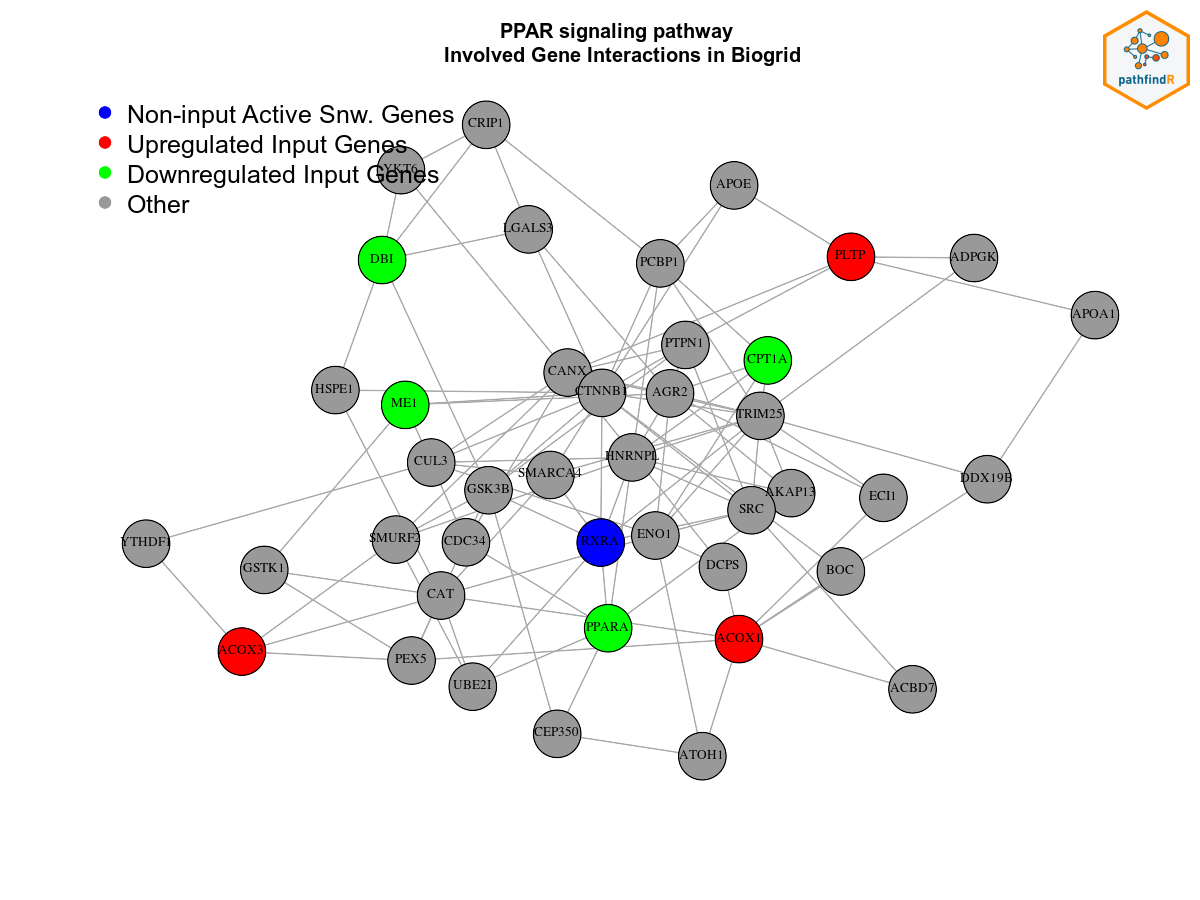 PPAR signaling pathway
Involved Gene Interactions in Biogrid
pathfindR
Non-input Active Snw. Genes
Upregulated Input Genes
Downregulated Input Genes
Other
CRIP1
YKT6
APOE
LGALS3
DBI
PCBP1
PLTP
ADPGK
APOA1
PTPN1
CPT1A
CANX
HSPE1
ME1
CTNNB1
AGR2
TRIM25
CUL3
HNRNPL
SMARCA4
GSK3B
AKAP13
ECI1
DDX19B
SRC
YTHDF1
SMURF2
CDC34
RXRA
ENO1
GSTK1
DCPS
BOC
CAT
PPARA
ACOX1
ACOX3
PEX5
UBE2I
ACBD7
CEP350
ATOH1